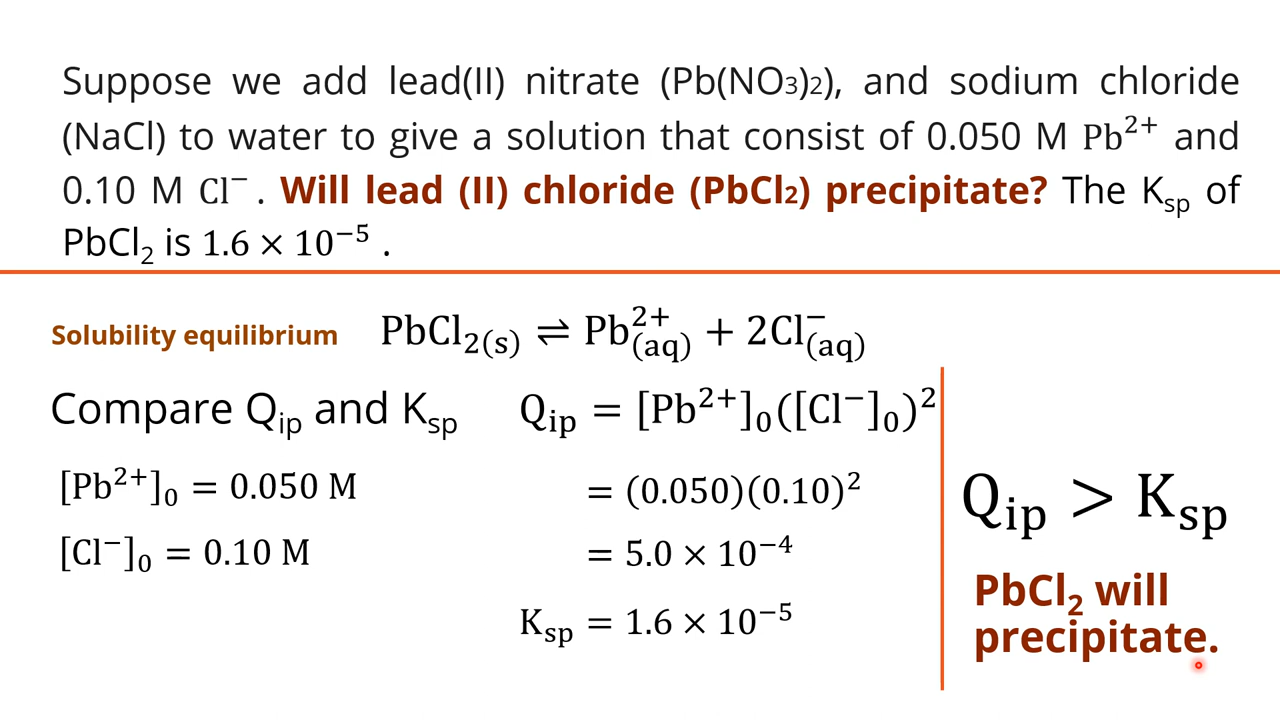 Suppose we add lead(II) nitrate (Pb(NO₃)₂), and sodium chloride
(NaCl) to water to give a solution that consist of 0.050 M Pb²⁺ and
0.10 M Cl⁻ . Will lead (II) chloride (PbCl₂) precipitate? The Kₛₚ of
PbCl₂ is 1.6 × 10⁻⁵ .
Solubility equilibrium PbCl₂₍ₛ₎ ⇌ Pb²⁺(aq) + 2Cl⁻(aq)
Compare Qip and Ksp Qip = [Pb²⁺]₀([Cl⁻]₀)²
[Pb²⁺]₀ = 0.050 M
[Cl⁻]₀ = 0.10 M
= (0.050)(0.10)²
= 5.0 × 10⁻⁴
Ksp = 1.6 × 10⁻⁵
Qip > Ksp
PbCl₂ will
precipitate.